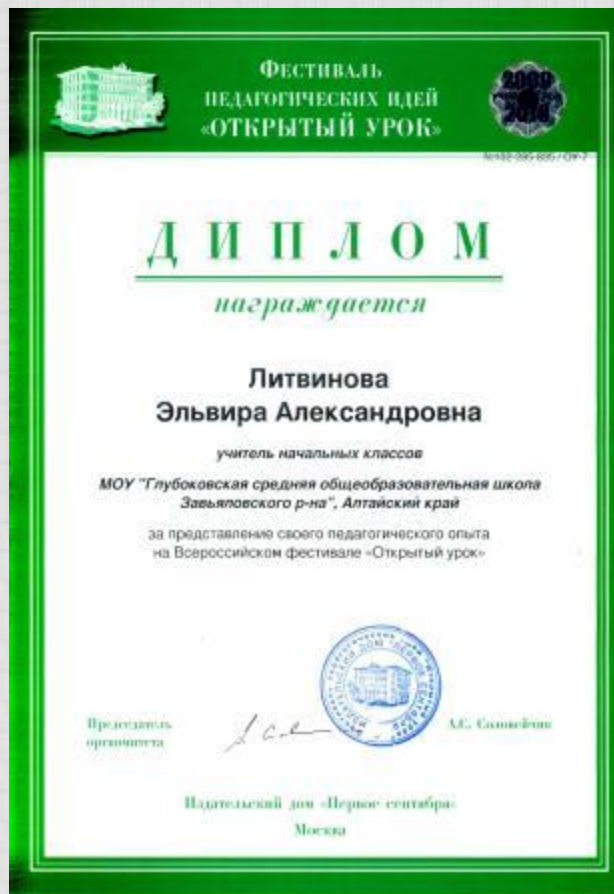 ФЕСТИВАЛЬ
ПЕДАГОГИЧЕСКИХ ИДЕЙ
«ОТКРЫТЫЙ УРОК»
2009
2010
ДИПЛОМ
награждается
Литвинова
Эльвира Александровна
учитель начальных классов
МОУ "Глубоковская средняя общеобразовательная школа
Завьяловского р-на", Алтайский край
за представление своего педагогического опыта
на Всероссийском фестивале «Открытый урок»
Председатель
оргкомитета
А.С. Соловейчик
Издательский дом «Первое сентября»
Москва